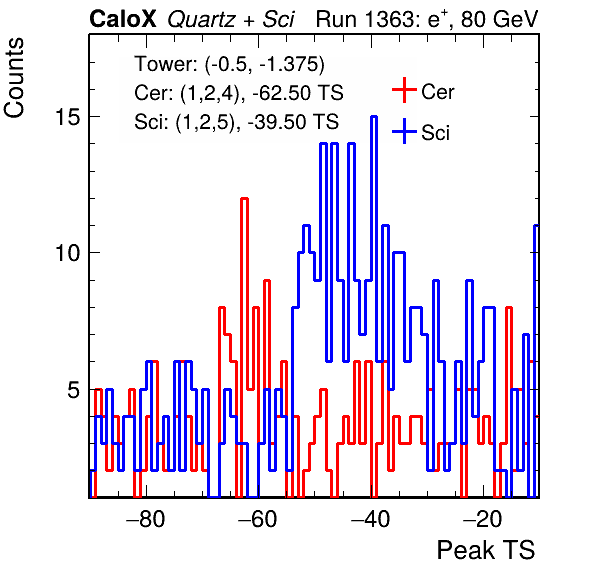 CaloX Quartz + Sci Run 1363: e+, 80 GeV
Counts
Tower: (-0.5, -1.375)
Cer: (1,2,4), -62.50 TS
Sci: (1,2,5), -39.50 TS
Cer
Sci
15
10
5
−80 −60 −40 −20
Peak TS